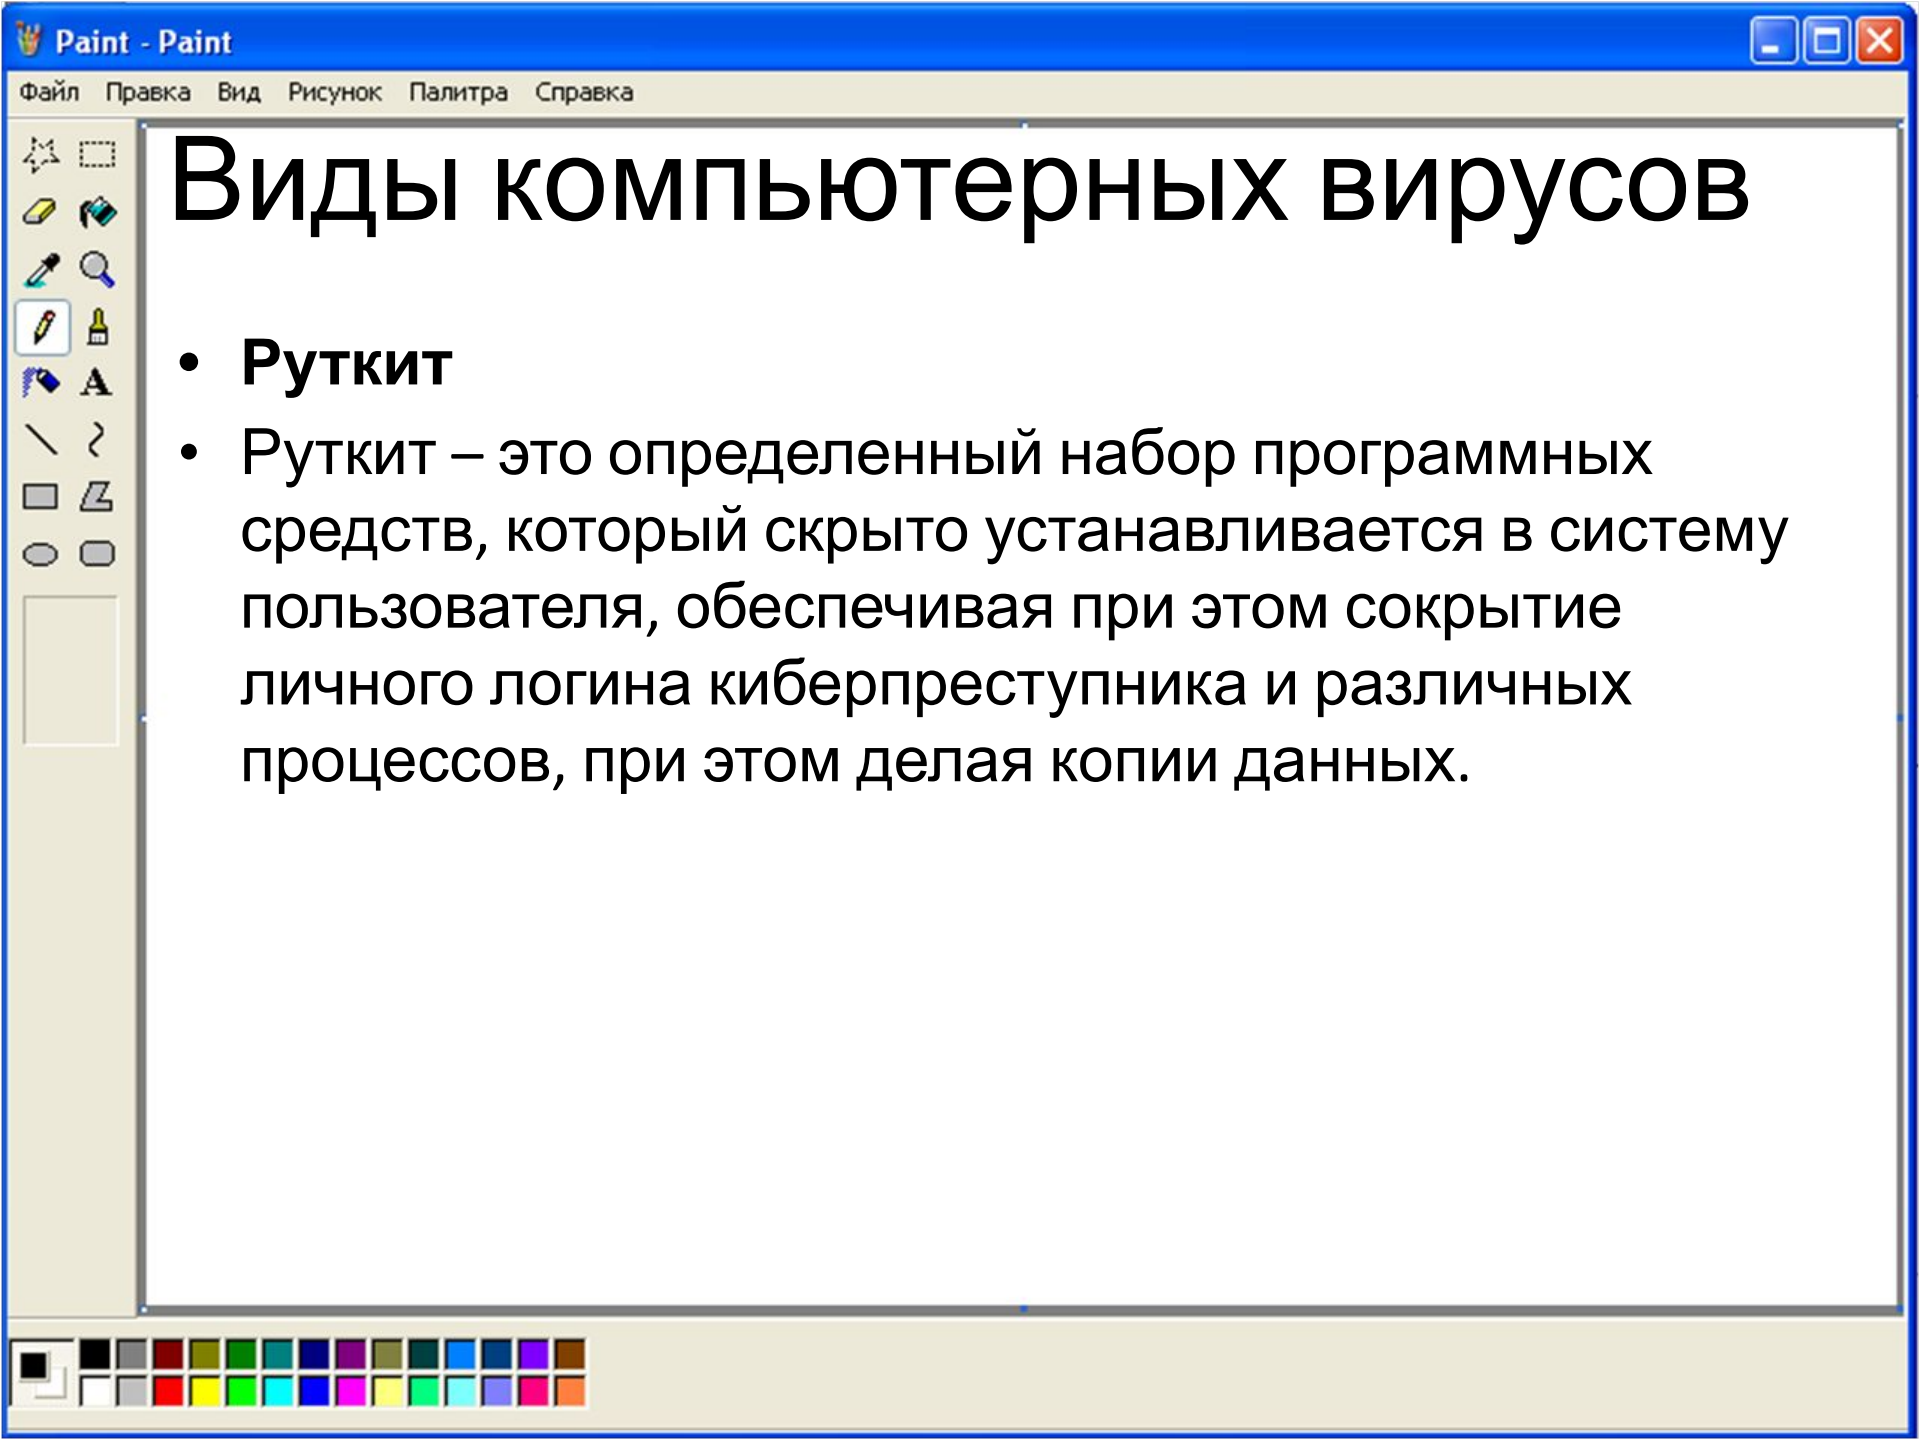 Paint - Paint
Файл Правка Вид Рисунок Палитра Справка
Виды компьютерных вирусов
• Руткит
• Руткит – это определенный набор программных
средств, который скрыто устанавливается в систему
пользователя, обеспечивая при этом сокрытие
личного логина киберпреступника и различных
процессов, при этом делая копии данных.
A